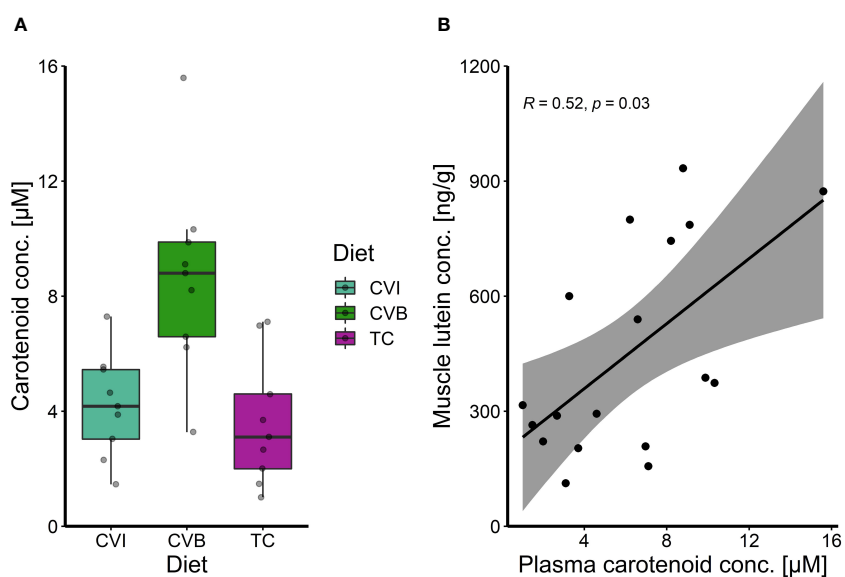 A
Carotenoid conc. [µM]
16
12
8
4
0
CVI CVB TC
Diet
Diet
CVI
CVB
TC
B
Muscle lutein conc. [ng/g]
1200
900
600
300
0
R = 0.52, p = 0.03
4 8 12 16
Plasma carotenoid conc. [µM]